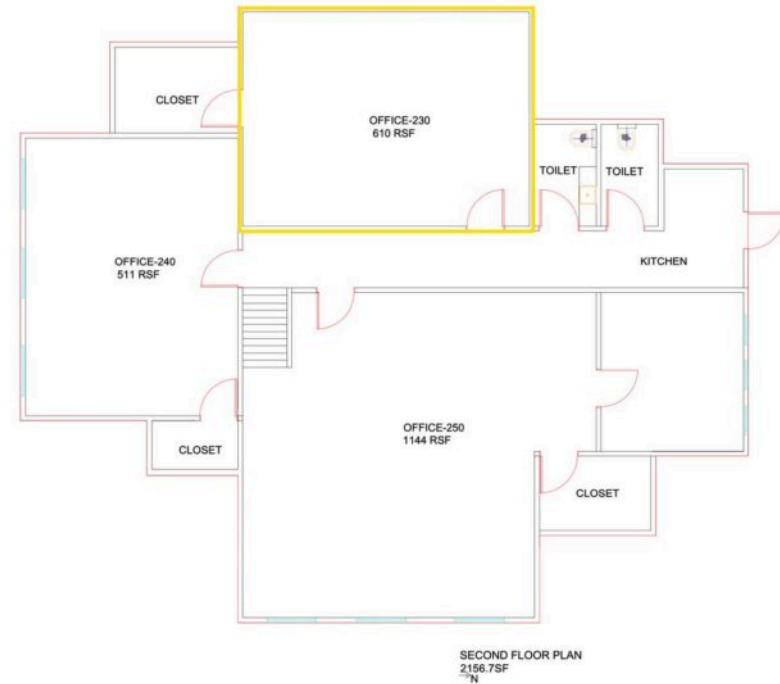 CLOSET
OFFICE-230
610 RSF
TOILET
TOILET
OFFICE-240
511 RSF
KITCHEN
OFFICE-250
1144 RSF
CLOSET
CLOSET
SECOND FLOOR PLAN
2156.7SF
N